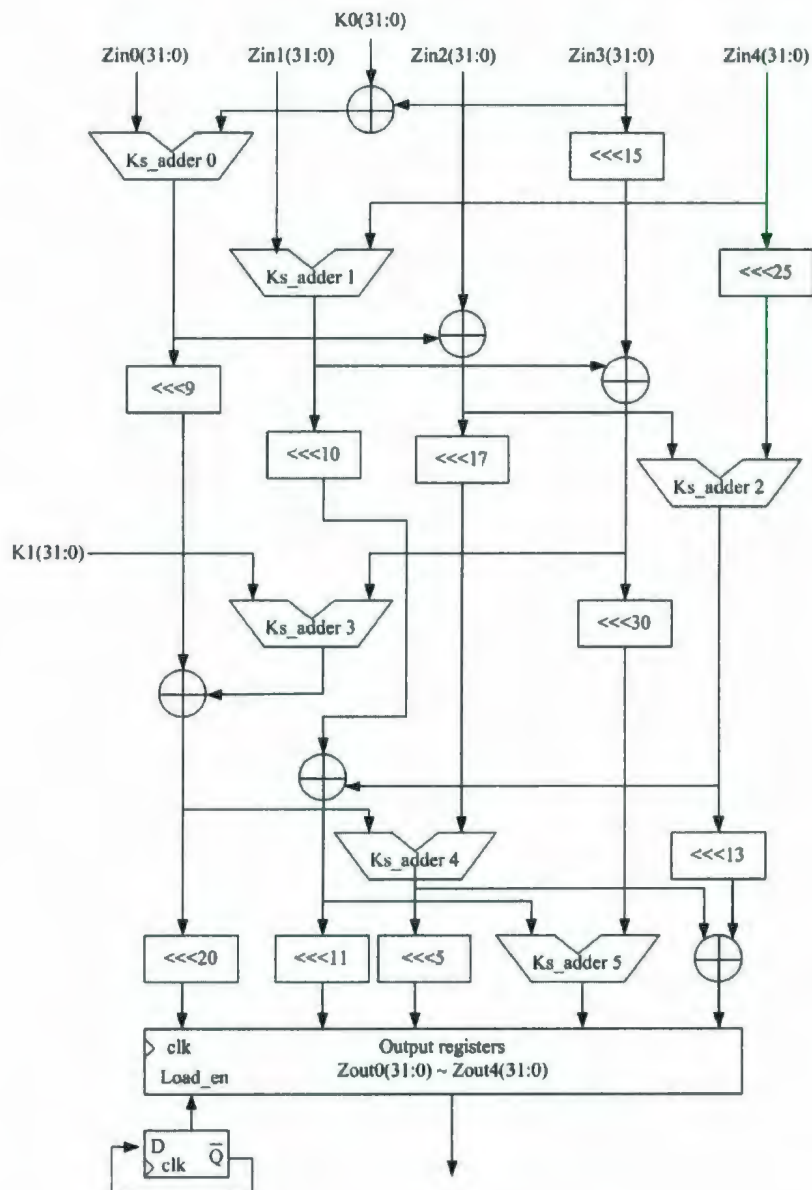 K0(31:0)
Zin0(31:0) Zin1(31:0) Zin2(31:0) Zin3(31:0) Zin4(31:0)
Ks_adder 0
<<<15
Ks_adder 1
<<<25
<<<9
<<<10
<<<17
Ks_adder 2
K1(31:0)
Ks_adder 3
<<<30
Ks_adder 4
<<<13
<<<20
<<<11
<<<5
Ks_adder 5
clk
Output registers
Load_en
Zout0(31:0) ~ Zout4(31:0)
D Q̅
clk